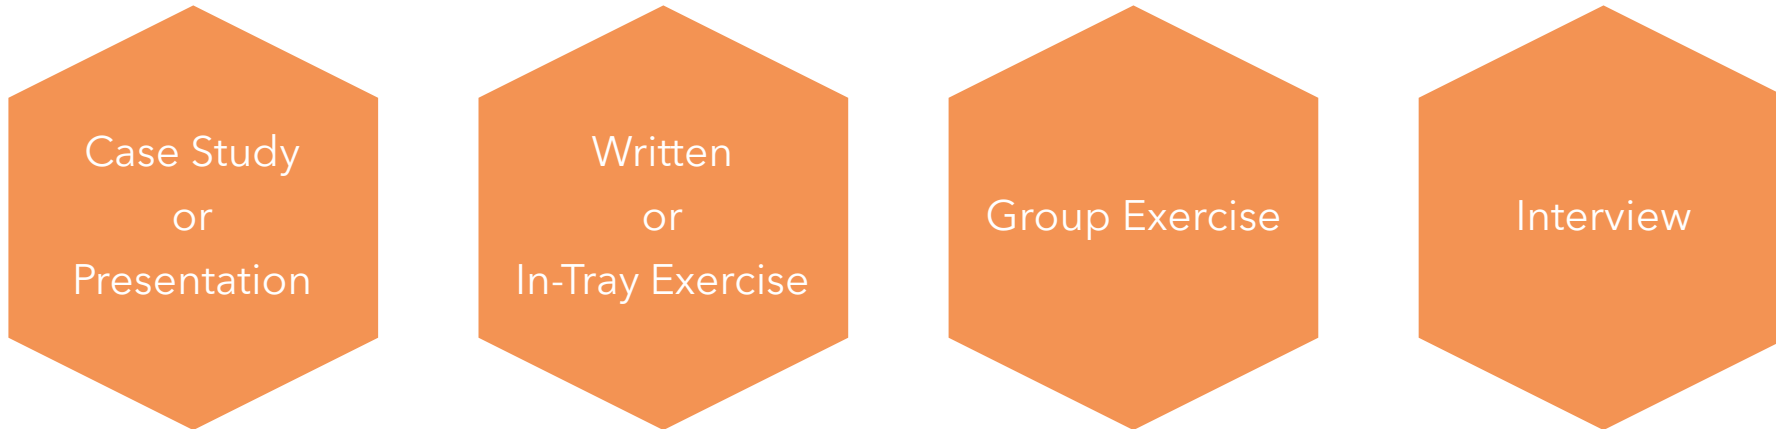 Case Study
or
Presentation
Written
or
In-Tray Exercise
Group Exercise
Interview